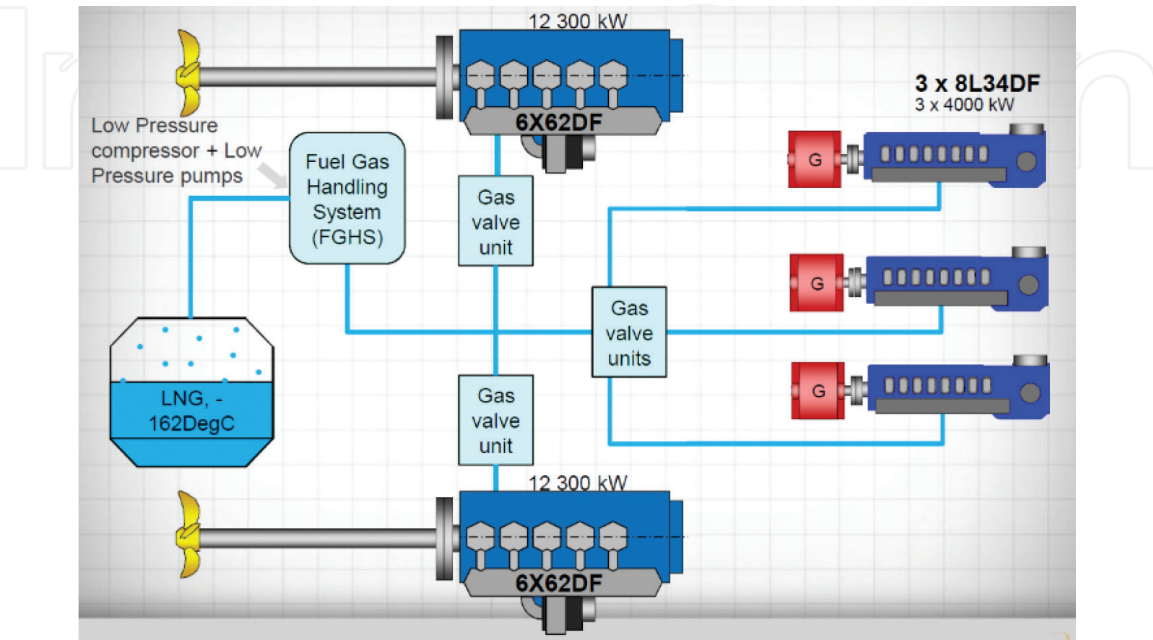 12 300 kW
6X62DF
3 x 8L34DF
3 x 4000 kW
Low Pressure
compressor + Low
Pressure pumps
Fuel Gas
Handling
System
(FGHS)
Gas
valve
unit
G
G
G
Gas
valve
units
LNG, -
162DegC
Gas
valve
unit
12 300 kW
6X62DF